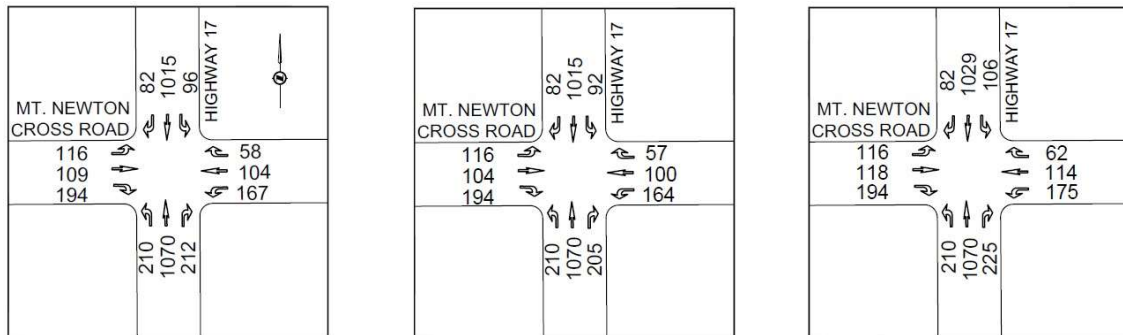 82 1015 96
HIGHWAY 17
MT. NEWTON
CROSS ROAD
116
109
194
58
104
167
210 1070 212
82 1015 92
HIGHWAY 17
MT. NEWTON
CROSS ROAD
116
104
194
57
100
164
210 1070 205
82 1029 106
HIGHWAY 17
MT. NEWTON
CROSS ROAD
116
118
194
62
114
175
210 1070 225